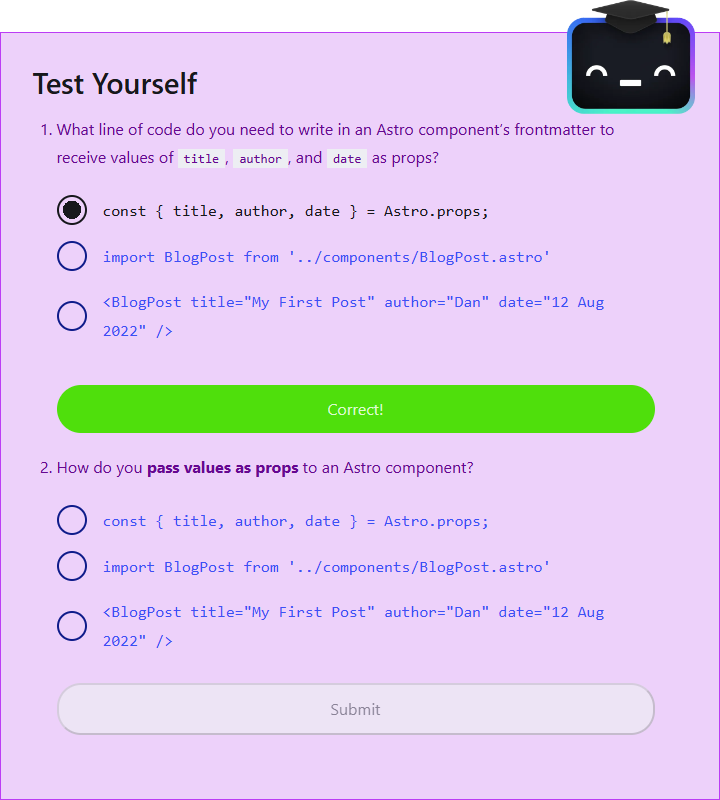 Test Yourself
1. What line of code do you need to write in an Astro component's frontmatter to
receive values of title, author, and date as props?
const { title, author, date } = Astro.props;
import BlogPost from '../components/BlogPost.astro'
<BlogPost title="My First Post" author="Dan" date="12 Aug
2022" />
Correct!
2. How do you pass values as props to an Astro component?
const { title, author, date } = Astro.props;
import BlogPost from '../components/BlogPost.astro'
<BlogPost title="My First Post" author="Dan" date="12 Aug
2022" />
Submit